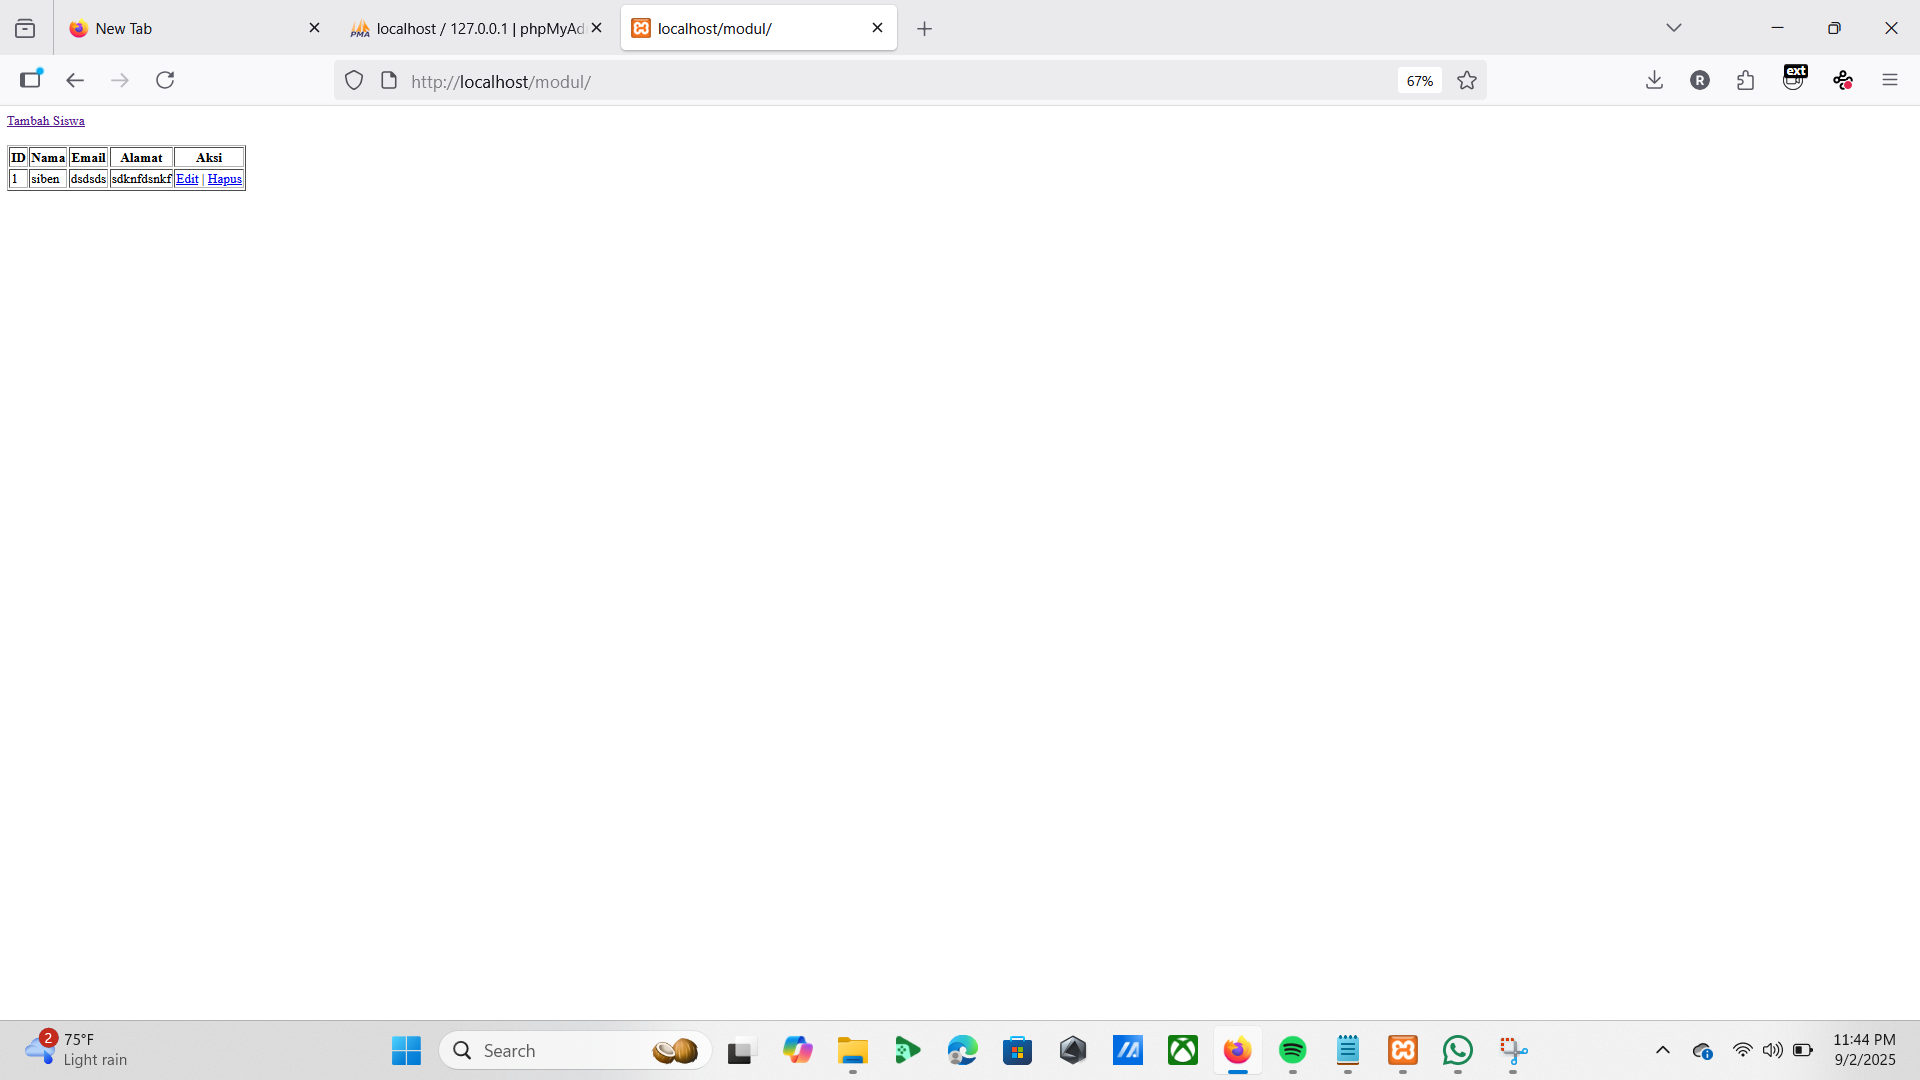 New Tab
localhost / 127.0.0.1 | phpMyAd
localhost/modul/
http://localhost/modul/
67%
R
ext
Tambah Siswa
ID Nama Email Alamat Aksi
1 siben dsdsds sdknfdsnkf Edit | Hapus
2
75°F
Light rain
Search
11:44 PM
9/2/2025